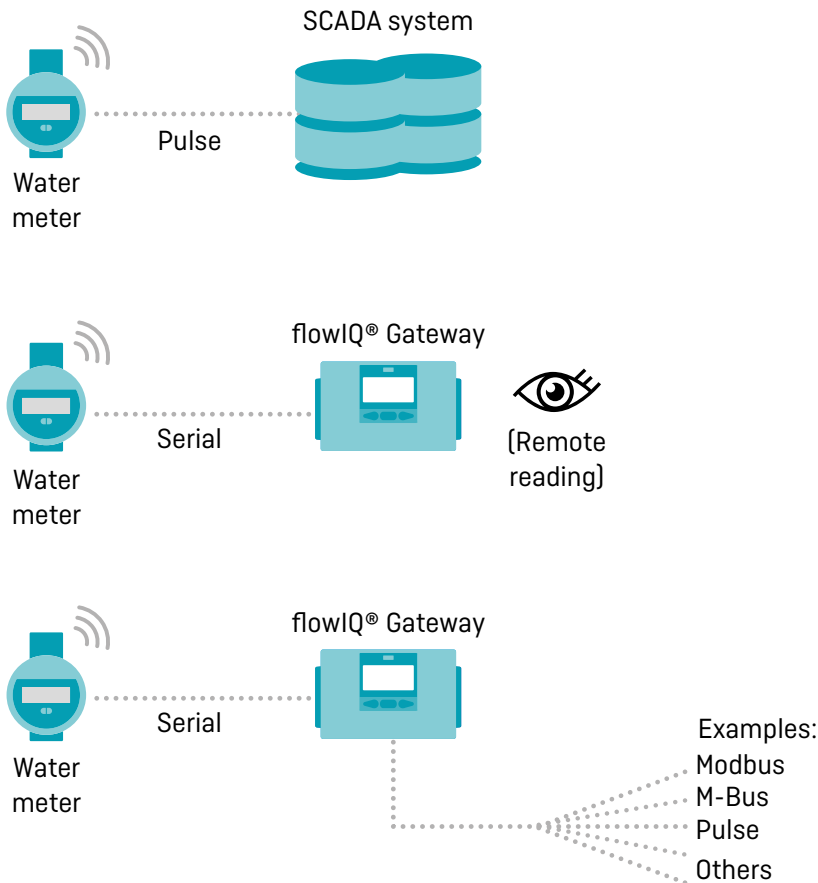 SCADA system
Pulse
Water
meter
flowIQ® Gateway
Serial
(Remote
reading)
Water
meter
flowIQ® Gateway
Serial
Water
meter
Examples:
Modbus
M-Bus
Pulse
Others